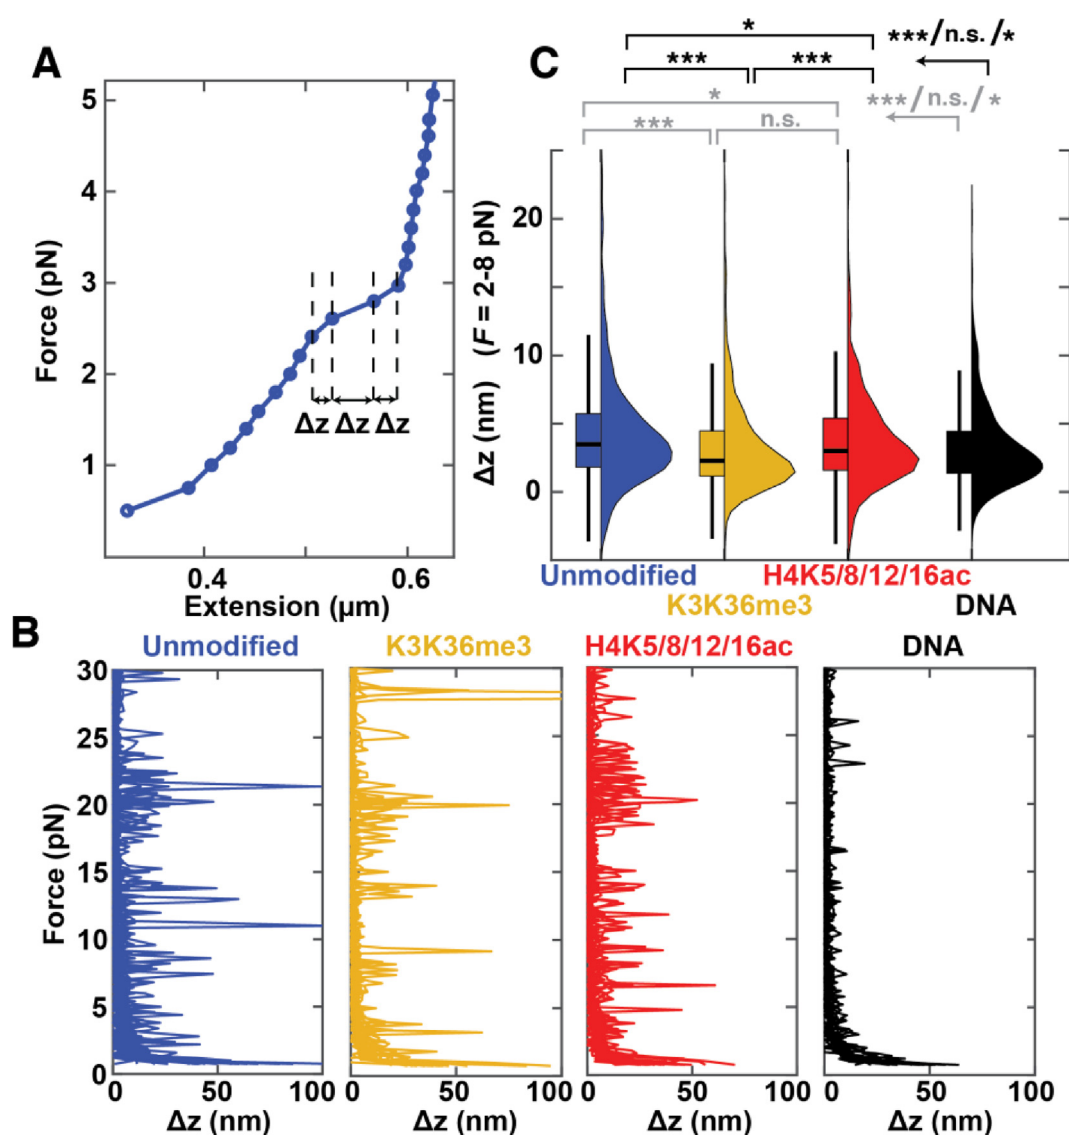 A
5
4
3
2
1
Force (pN)
Δz Δz Δz
0.4 0.6
Extension (μm)
C
* ***/n.s./*
*** ***
* ***/n.s./*
*** n.s.
20
10
0
Δz (nm) (F = 2-8 pN)
Unmodified H4K5/8/12/16ac
K3K36me3 DNA
B
Unmodified K3K36me3 H4K5/8/12/16ac DNA
30
25
20
15
10
5
0
Force (pN)
0 50 100 0 50 100 0 50 100 0 50 100
Δz (nm) Δz (nm) Δz (nm) Δz (nm)